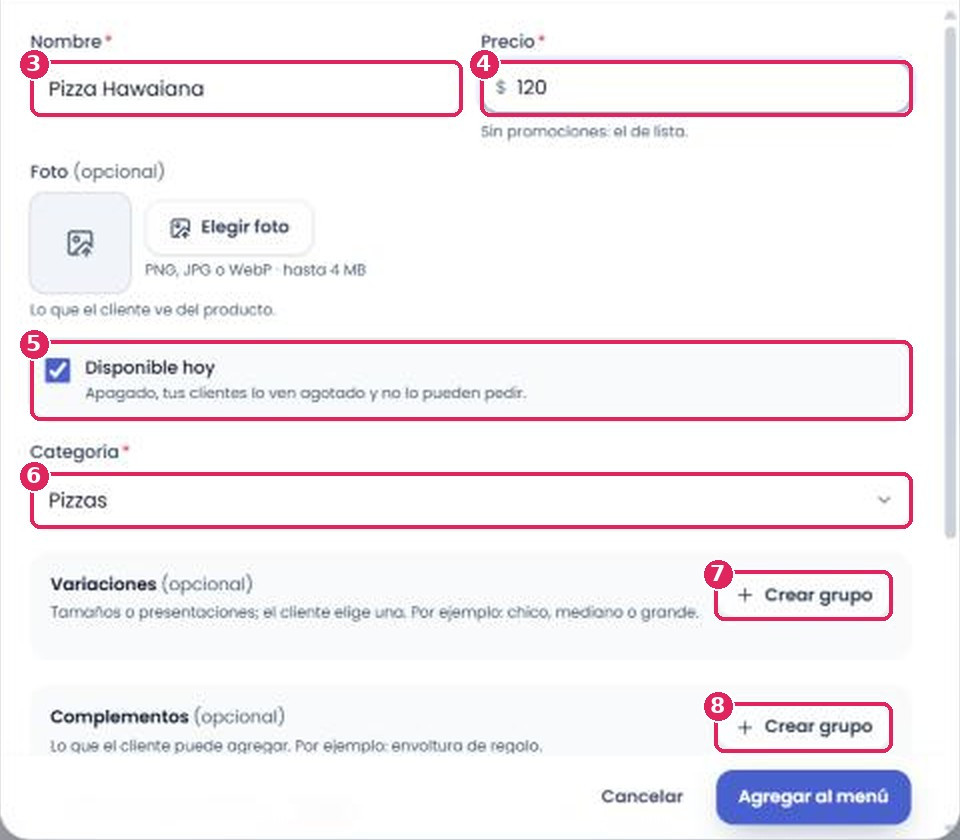 Nombre *
Precio *
3
4
Pizza Hawaiana
$ 120
Sin promociones: el de lista.
Foto (opcional)
Elegir foto
PNG, JPG o WebP · hasta 4 MB
Lo que el cliente ve del producto.
5
Disponible hoy
Apagado, tus clientes lo ven agotado y no lo pueden pedir.
Categoría *
6
Pizzas
7
Variaciones (opcional)
+ Crear grupo
Tamaños o presentaciones; el cliente elige una. Por ejemplo: chico, mediano o grande.
8
Complementos (opcional)
+ Crear grupo
Lo que el cliente puede agregar. Por ejemplo: envoltura de regalo.
Cancelar
Agregar al menú